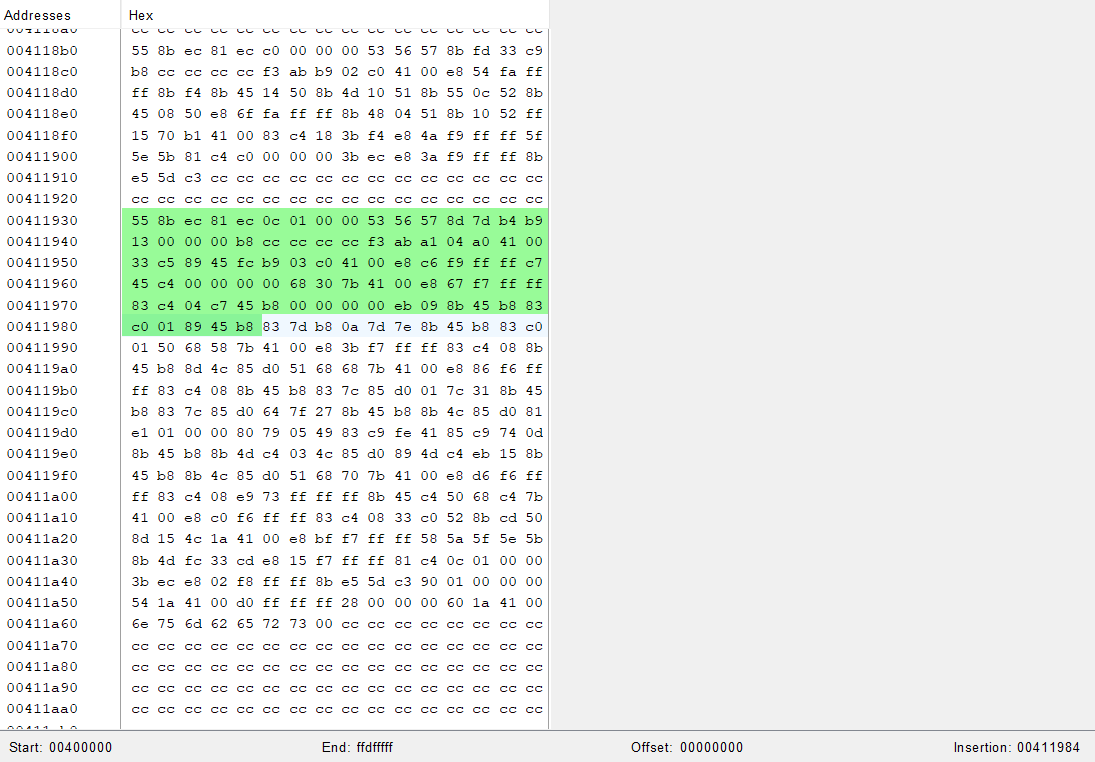 Addresses Hex
004118b0 55 8b ec 81 ec c0 00 00 00 53 56 57 8b fd 33 c9
004118c0 b8 cc cc cc cc f3 ab b9 02 c0 41 00 e8 54 fa ff
004118d0 ff 8b f4 8b 45 14 50 8b 4d 10 51 8b 55 0c 52 8b
004118e0 45 08 50 e8 6f fa ff ff 8b 48 04 51 8b 10 52 ff
004118f0 15 70 b1 41 00 83 c4 18 3b f4 e8 4a f9 ff ff 5f
00411900 5e 5b 81 c4 c0 00 00 00 3b ec e8 3a f9 ff ff 8b
00411910 e5 5d c3 cc cc cc cc cc cc cc cc cc cc cc cc cc
00411920 cc cc cc cc cc cc cc cc cc cc cc cc cc cc cc cc
00411930 55 8b ec 81 ec 0c 01 00 00 53 56 57 8d 7d b4 b9
00411940 13 00 00 00 b8 cc cc cc cc f3 ab a1 04 a0 41 00
00411950 33 c5 89 45 fc b9 03 c0 41 00 e8 c6 f9 ff ff c7
00411960 45 c4 00 00 00 00 68 30 7b 41 00 e8 67 f7 ff ff
00411970 83 c4 04 c7 45 b8 00 00 00 00 eb 09 8b 45 b8 83
00411980 c0 01 89 45 b8 83 7d b8 0a 7d 7e 8b 45 b8 83 c0
00411990 01 50 68 58 7b 41 00 e8 3b f7 ff ff 83 c4 08 8b
004119a0 45 b8 8d 4c 85 d0 51 68 68 7b 41 00 e8 86 f6 ff
004119b0 ff 83 c4 08 8b 45 b8 83 7c 85 d0 01 7c 31 8b 45
004119c0 b8 83 7c 85 d0 64 7f 27 8b 45 b8 8b 4c 85 d0 81
004119d0 e1 01 00 00 80 79 05 49 83 c9 fe 41 85 c9 74 0d
004119e0 8b 45 b8 8b 4d c4 03 4c 85 d0 89 4d c4 eb 15 8b
004119f0 45 b8 8b 4c 85 d0 51 68 70 7b 41 00 e8 d6 f6 ff
00411a00 ff 83 c4 08 e9 73 ff ff ff 8b 45 c4 50 68 c4 7b
00411a10 41 00 e8 c0 f6 ff ff 83 c4 08 33 c0 52 8b cd 50
00411a20 8d 15 4c 1a 41 00 e8 bf f7 ff ff 58 5a 5f 5e 5b
00411a30 8b 4d fc 33 cd e8 15 f7 ff ff 81 c4 0c 01 00 00
00411a40 3b ec e8 02 f8 ff ff 8b e5 5d c3 90 01 00 00 00
00411a50 54 1a 41 00 d0 ff ff ff 28 00 00 00 60 1a 41 00
00411a60 6e 75 6d 62 65 72 73 00 cc cc cc cc cc cc cc cc
00411a70 cc cc cc cc cc cc cc cc cc cc cc cc cc cc cc cc
00411a80 cc cc cc cc cc cc cc cc cc cc cc cc cc cc cc cc
00411a90 cc cc cc cc cc cc cc cc cc cc cc cc cc cc cc cc
00411aa0 cc cc cc cc cc cc cc cc cc cc cc cc cc cc cc cc
Start: 00400000 End: ffdfffff Offset: 00000000 Insertion: 00411984